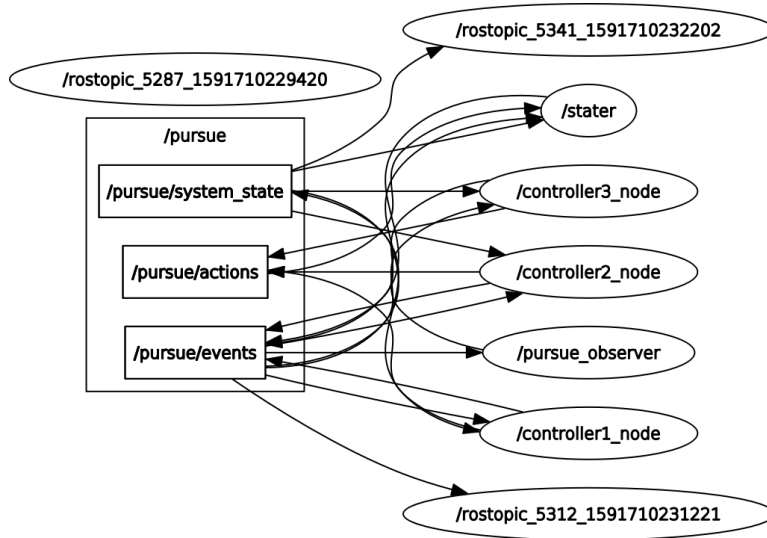 /rostopic_5341_1591710232202
/rostopic_5287_1591710229420
/stater
/pursue
/pursue/system_state
/controller3_node
/pursue/actions
/controller2_node
/pursue/events
/pursue_observer
/controller1_node
/rostopic_5312_1591710231221